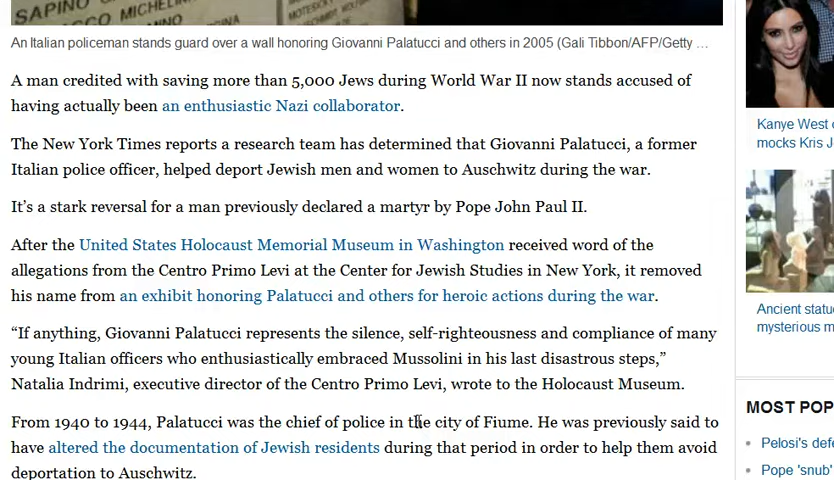 SAPINO
CO MICHELIN
MINO
An Italian policeman stands guard over a wall honoring Giovanni Palatucci and others in 2005 (Gali Tibbon/AFP/Getty ...
A man credited with saving more than 5,000 Jews during World War II now stands accused of
having actually been an enthusiastic Nazi collaborator.
The New York Times reports a research team has determined that Giovanni Palatucci, a former
Italian police officer, helped deport Jewish men and women to Auschwitz during the war.
It’s a stark reversal for a man previously declared a martyr by Pope John Paul II.
After the United States Holocaust Memorial Museum in Washington received word of the
allegations from the Centro Primo Levi at the Center for Jewish Studies in New York, it removed
his name from an exhibit honoring Palatucci and others for heroic actions during the war.
“If anything, Giovanni Palatucci represents the silence, self-righteousness and compliance of many
young Italian officers who enthusiastically embraced Mussolini in his last disastrous steps,”
Natalia Indrimi, executive director of the Centro Primo Levi, wrote to the Holocaust Museum.
From 1940 to 1944, Palatucci was the chief of police in the city of Fiume. He was previously said to
have altered the documentation of Jewish residents during that period in order to help them avoid
deportation to Auschwitz.
Kanye West
mocks Kris J
Ancient statu
mysterious m
MOST POP
Pelosi's defe
Pope 'snub'